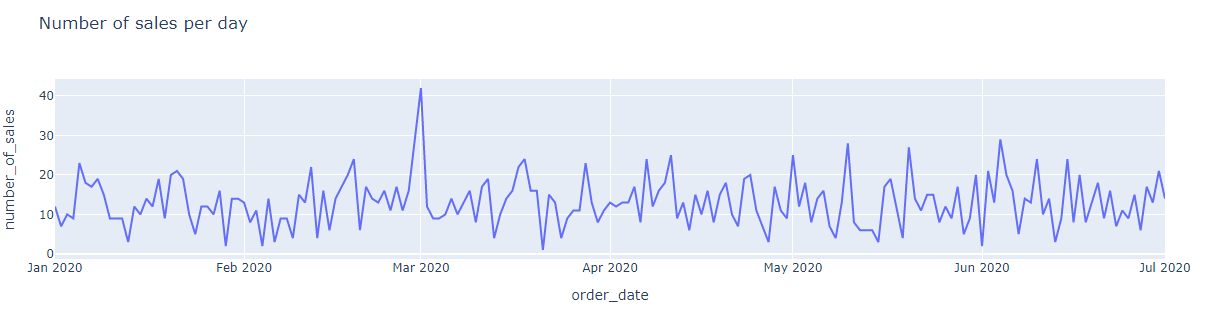 Number of sales per day
number_of_sales
40
30
20
10
0
Jan 2020 Feb 2020 Mar 2020 Apr 2020 May 2020 Jun 2020 Jul 2020
order_date